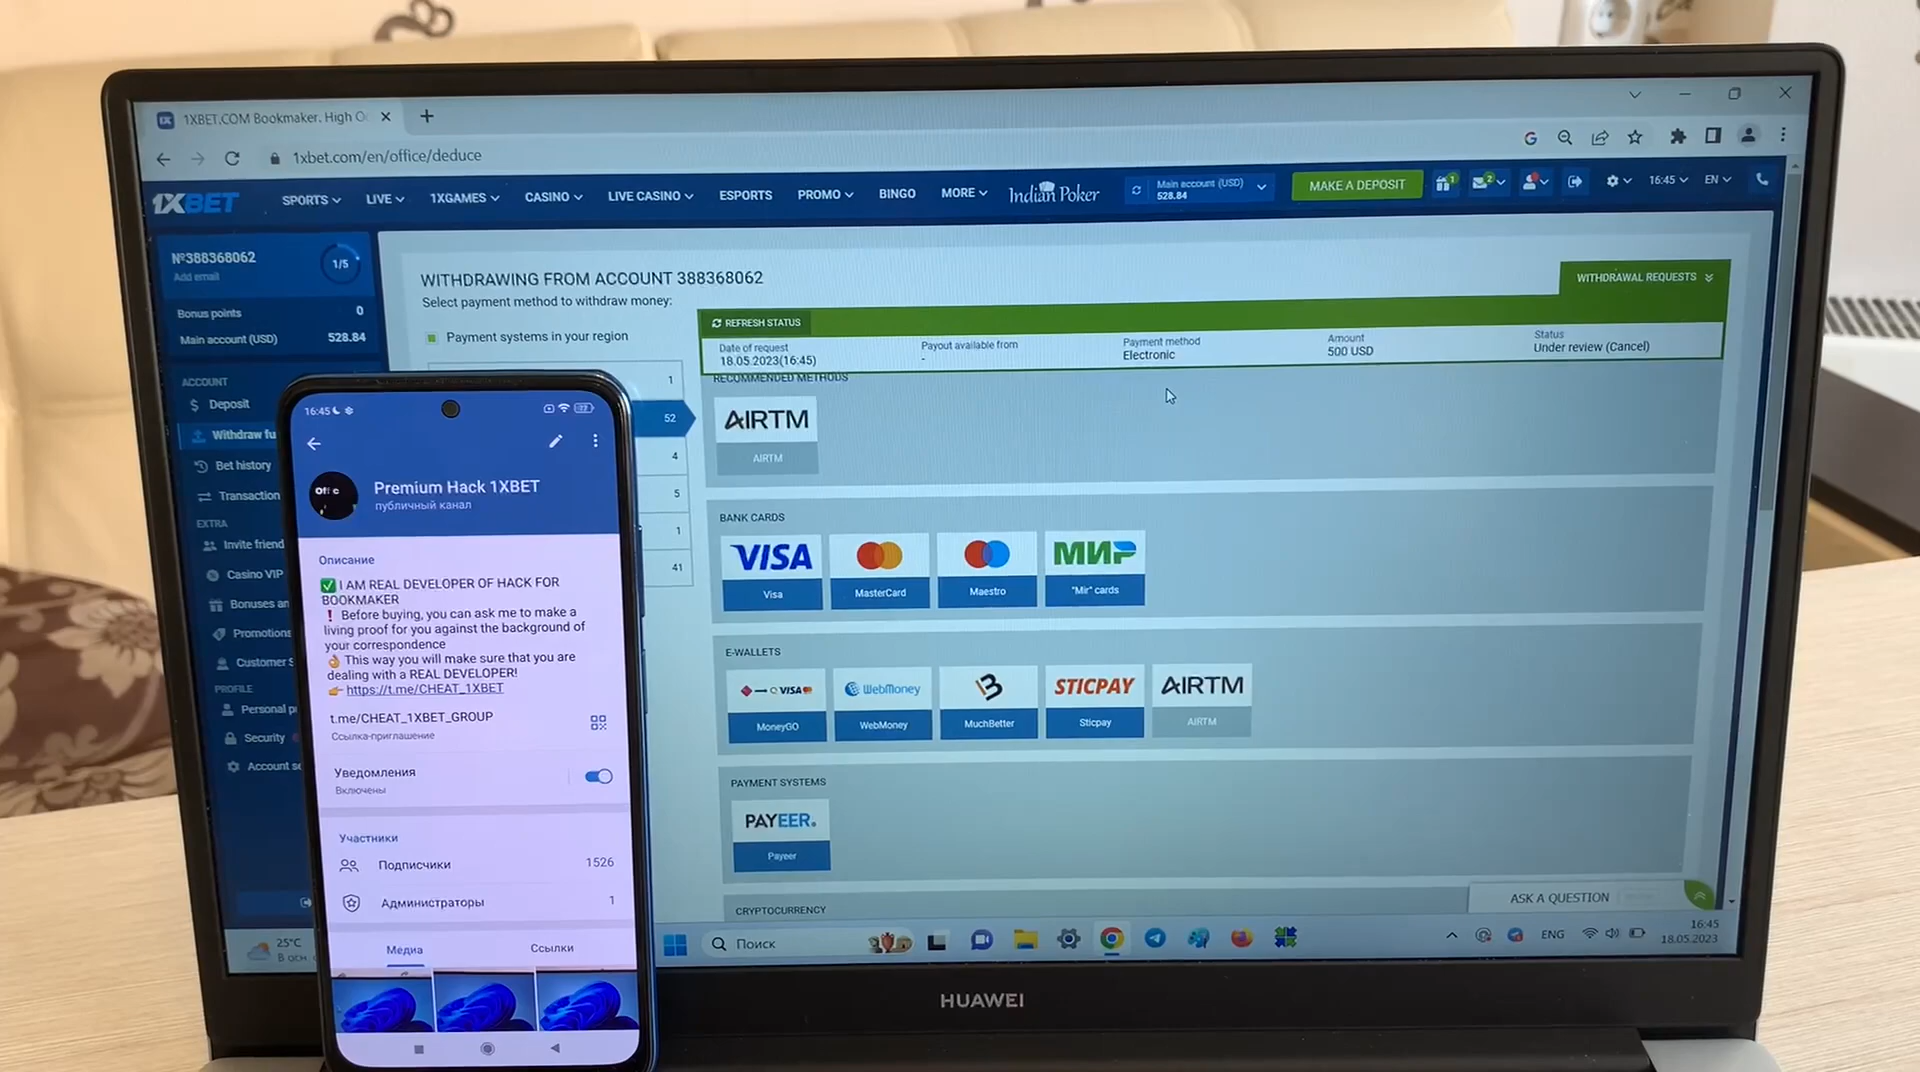 1XBET.COM Bookmaker. High O
1xbet.com/en/office/deduce
1XBET
SPORTS
LIVE
1XGAMES
CASINO
LIVE CASINO
ESPORTS
PROMO
BINGO
MORE
Indian Poker
Main account (USD)
528.84
MAKE A DEPOSIT
1
2
16:45
EN
№388368062
Add email
1/5
Bonus points 0
Main account (USD) 528.84
ACCOUNT
Deposit
Withdraw fu
Bet history
Transaction
EXTRA
Invite friend
Casino VIP
Bonuses an
Promotions
Customer S
PROFILE
Personal p
Security
Account se
WITHDRAWING FROM ACCOUNT 388368062
Select payment method to withdraw money:
Payment systems in your region
1
52
4
5
1
41
WITHDRAWAL REQUESTS
REFRESH STATUS
Date of request
18.05.2023(16:45)
Payout available from
-
Payment method
Electronic
Amount
500 USD
Status
Under review (Cancel)
RECOMMENDED METHODS
AIRTM
AIRTM
BANK CARDS
VISA
МИР
Visa
MasterCard
Maestro
"Mir" cards
E-WALLETS
VISA
WebMoney
STICPAY
AIRTM
MoneyGO
WebMoney
MuchBetter
Sticpay
AIRTM
PAYMENT SYSTEMS
PAYEER.
Payeer
CRYPTOCURRENCY
ASK A QUESTION
25°C
В осн.
Поиск
ENG
16:45
18.05.2023
HUAWEI
16:45
Premium Hack 1XBET
публичный канал
Описание
✅ I AM REAL DEVELOPER OF HACK FOR
BOOKMAKER
❗ Before buying, you can ask me to make a
living proof for you against the background of
your correspondence
👌 This way you will make sure that you are
dealing with a REAL DEVELOPER!
👉 https://t.me/CHEAT_1XBET
t.me/CHEAT_1XBET_GROUP
Ссылка-приглашение
Уведомления
Включены
Участники
Подписчики 1526
Администраторы 1
Медиа
Ссылки